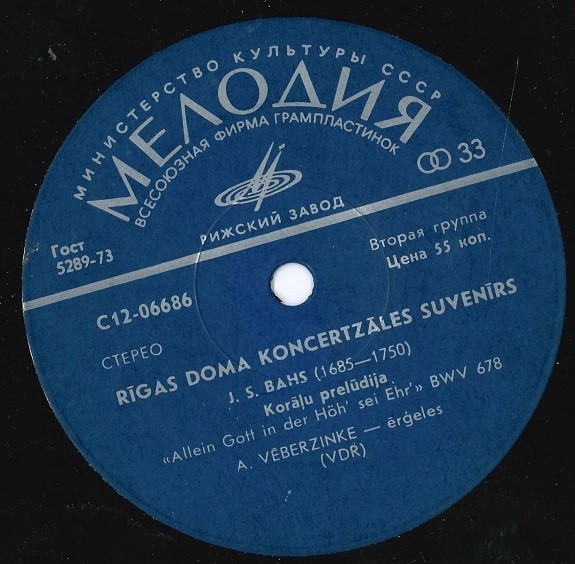 МИНИСТЕРСТВО КУЛЬТУРЫ СССР
МЕЛОДИЯ
ВСЕСОЮЗНАЯ ФИРМА ГРАМПЛАСТИНОК
33
РИЖСКИЙ ЗАВОД
Гост
5289-73
Вторая группа
Цена 55 коп.
С12-06686
СТЕРЕО
RĪGAS DOMA KONCERTZĀLES SUVENĪRS
J. S. BAHS (1685—1750)
Korāļu prelūdija
«Allein Gott in der Höh' sei Ehr'» BWV 678
A. VĒBERZINKE — ērģeles
(VDR)